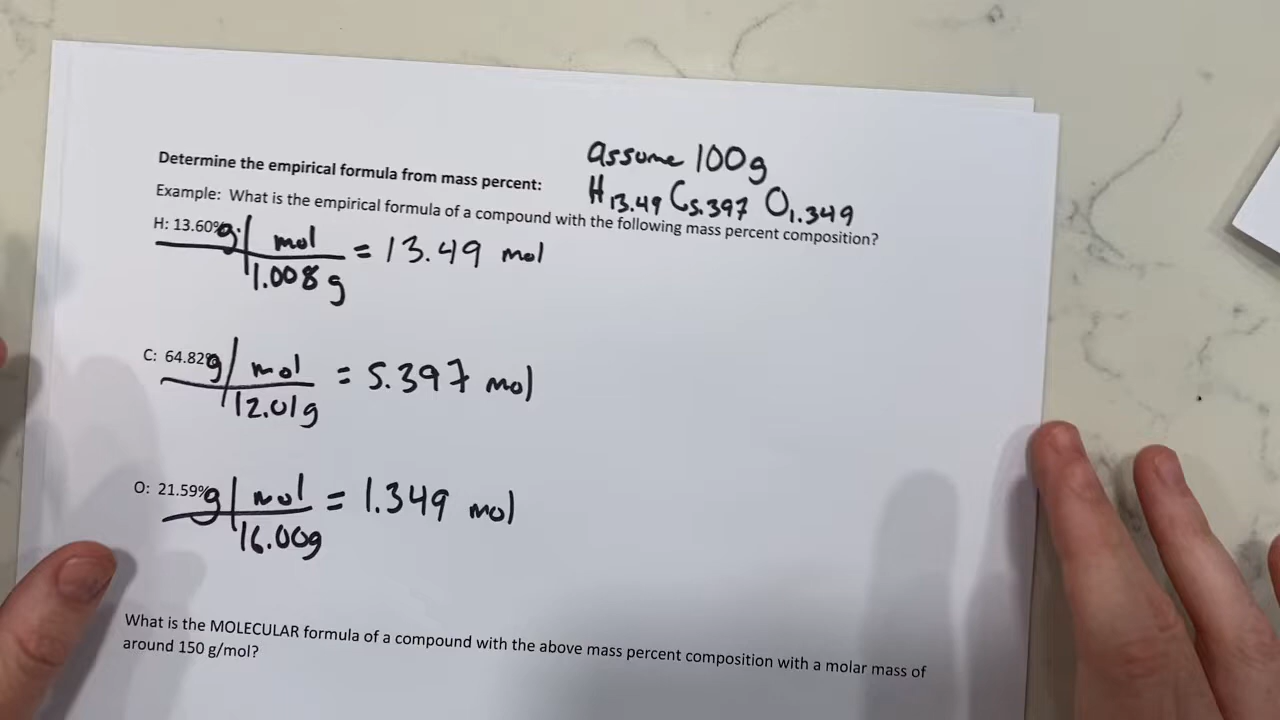 assume 100g
Determine the empirical formula from mass percent:
H13.49 C5.397 O1.349
Example: What is the empirical formula of a compound with the following mass percent composition?
H: 13.60% g | mol = 13.49 mol
1.008 g
C: 64.82% g | mol = 5.397 mol
12.01g
O: 21.59% g | mol = 1.349 mol
16.00g
What is the MOLECULAR formula of a compound with the above mass percent composition with a molar mass of
around 150 g/mol?